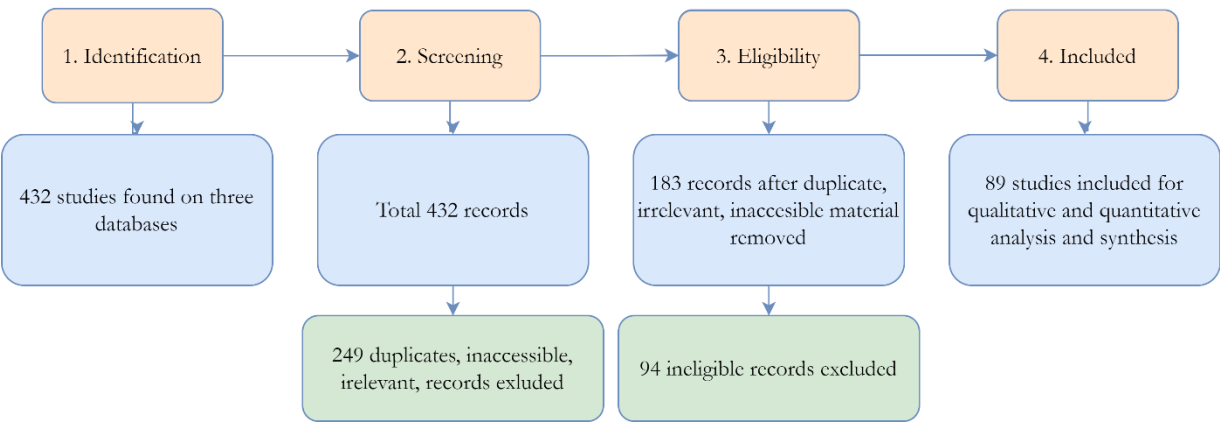 1. Identification
2. Screening
3. Eligibility
4. Included
432 studies found on three
databases
Total 432 records
183 records after duplicate,
irrelevant, inaccesible material
removed
89 studies included for
qualitative and quantitative
analysis and synthesis
249 duplicates, inaccessible,
irelevant, records exluded
94 ineligible records excluded